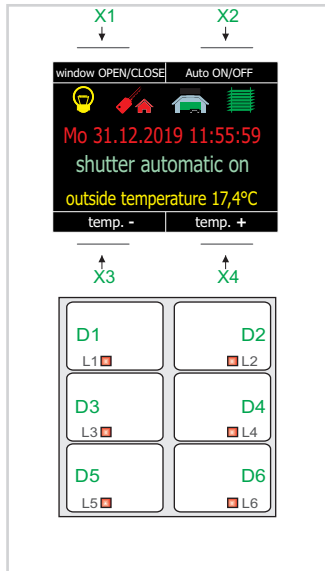 X1 X2
window OPEN/CLOSE Auto ON/OFF
Mo 31.12.2019 11:55:59
shutter automatic on
outside temperature 17,4°C
temp. - temp. +
X3 X4
D1 D2
L1 L2
D3 D4
L3 L4
D5 D6
L5 L6